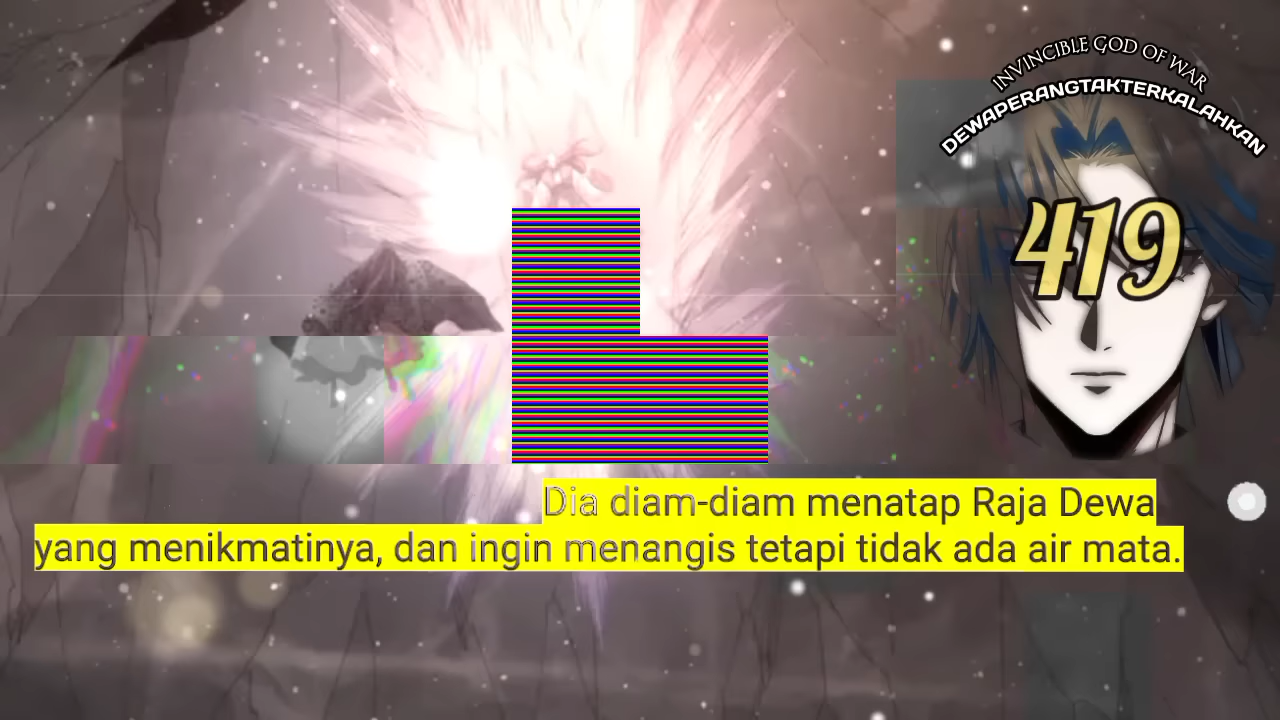 INVINCIBLE GOD OF WAR
DEWAPERANGTAKTERKALAHKAN
419
Dia diam-diam menatap Raja Dewa
yang menikmatinya, dan ingin menangis tetapi tidak ada air mata.